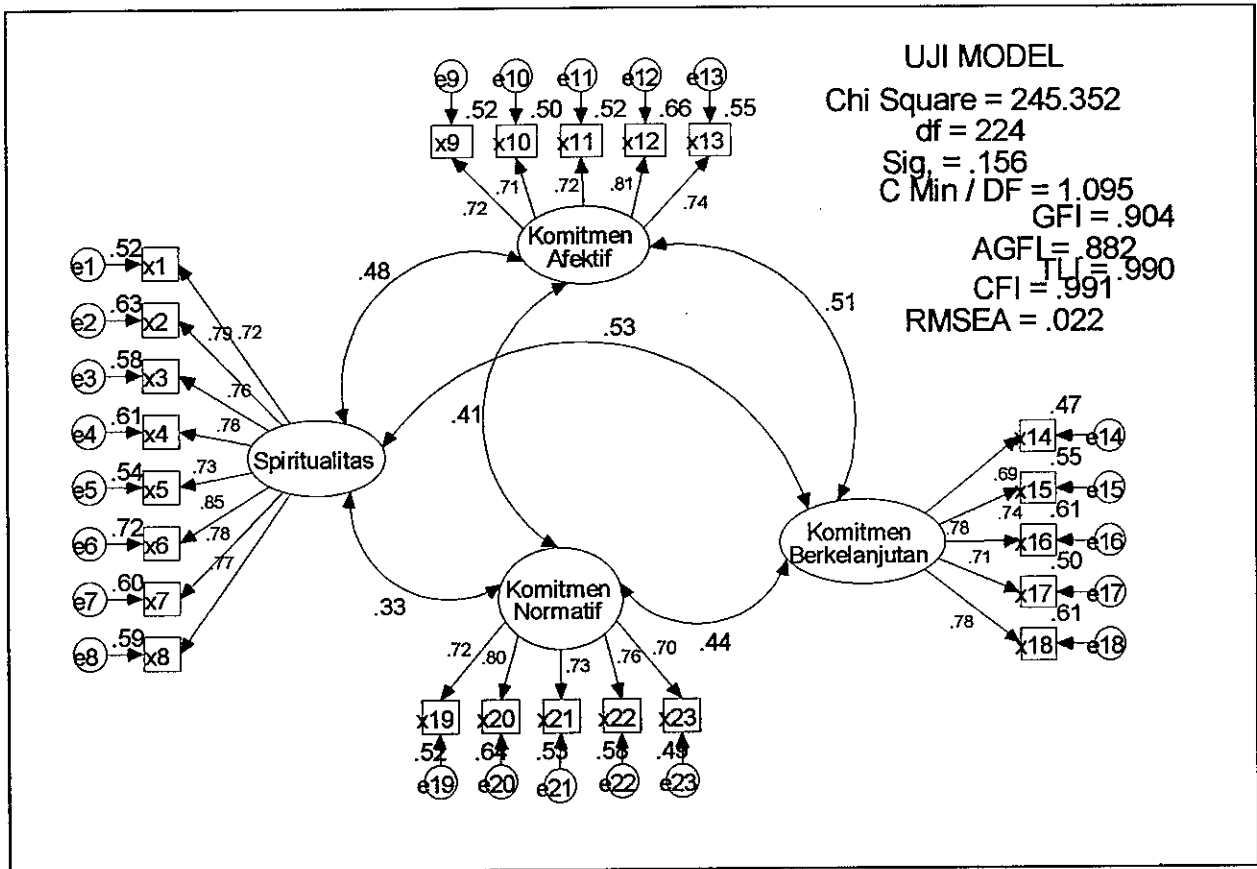 UJI MODEL
Chi Square = 245.352
df = 224
Sig, = .156
C Min / DF = 1.095
GFI = .904
AGFI = .882
TLI = .990
CFI = .991
RMSEA = .022
e9 e10 e11 e12 e13
.52 .50 .52 .66 .55
x9 x10 x11 x12 x13
.72 .71 .72 .81 .74
Komitmen
Afektif
.48
.51
.53
.41
.33
.44
e1 .52 x1
e2 .63 x2
e3 .58 x3
e4 .61 x4
e5 .54 x5
e6 .72 x6
e7 .60 x7
e8 .59 x8
.79 .72
.76
.78
.73
.85
.78
.77
Spiritualitas
Komitmen
Berkelanjutan
.69
.74
.78
.71
.78
.47
x14 e14
.55
x15 e15
.61
x16 e16
.50
x17 e17
.61
x18 e18
Komitmen
Normatif
.72 .80 .73 .76 .70
x19 x20 x21 x22 x23
.52 .64 .53 .58 .49
e19 e20 e21 e22 e23